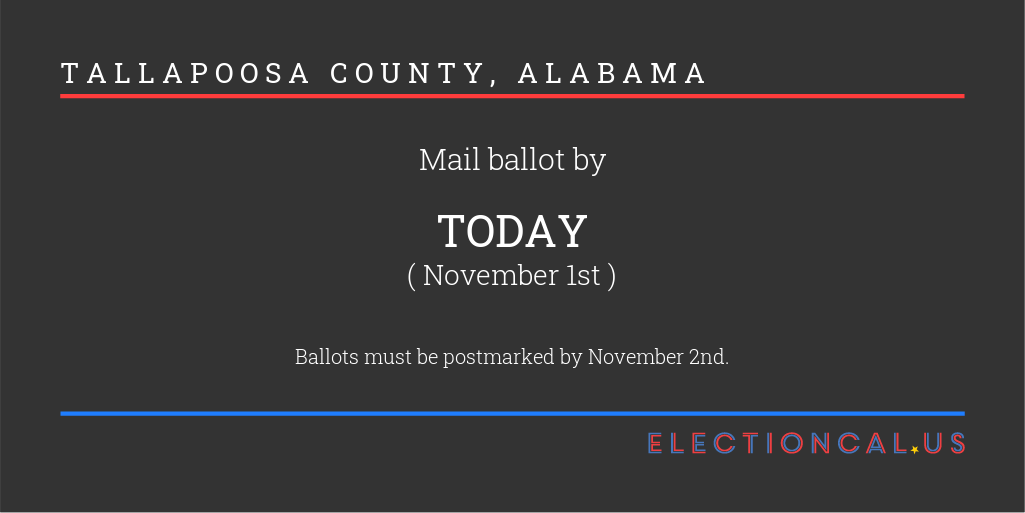 TALLAPOOSA COUNTY, ALABAMA
Mail ballot by
TODAY
( November 1st )
Ballots must be postmarked by November 2nd.
ELECTIONCAL.US